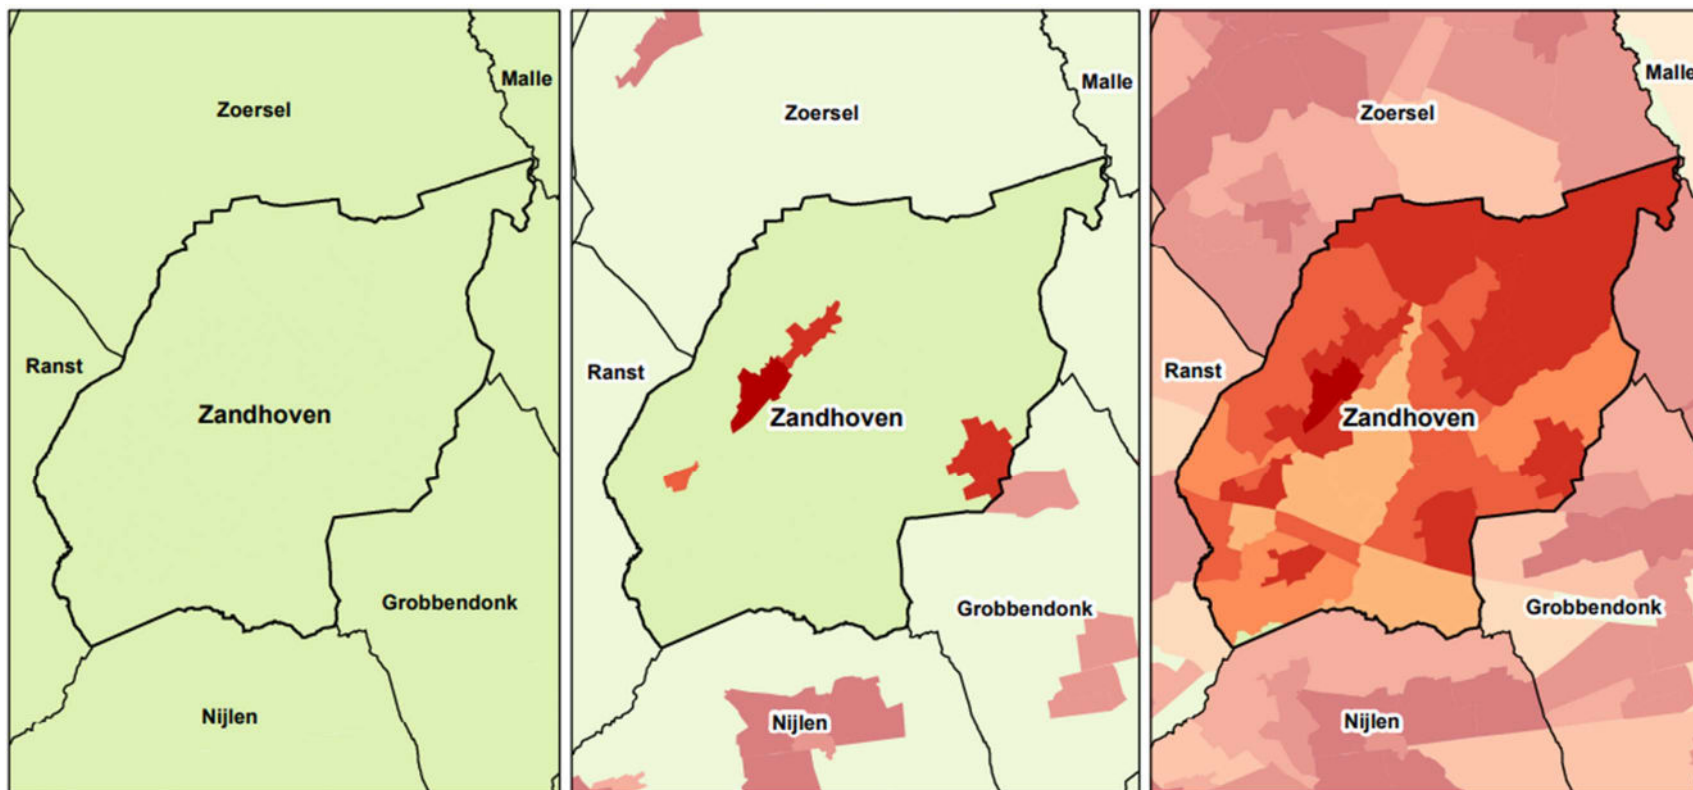 Malle
Zoersel
Ranst
Zandhoven
Grobbendonk
Nijlen
Malle
Zoersel
Ranst
Zandhoven
Grobbendonk
Nijlen
Malle
Zoersel
Ranst
Zandhoven
Grobbendonk
Nijlen